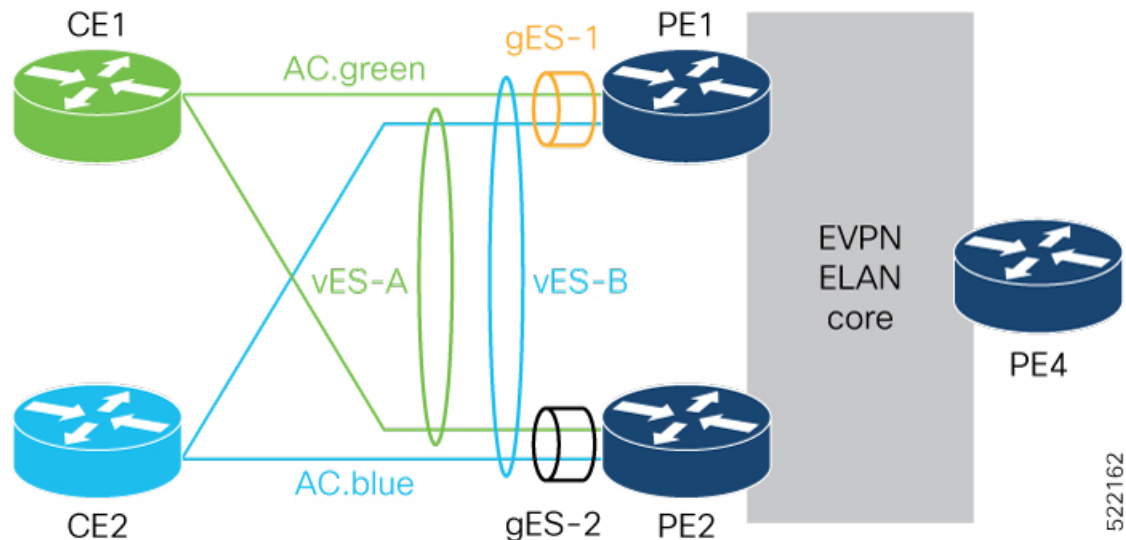 CE1
PE1
gES-1
AC.green
vES-A
vES-B
EVPN
ELAN
core
PE4
AC.blue
CE2
gES-2
PE2
522162